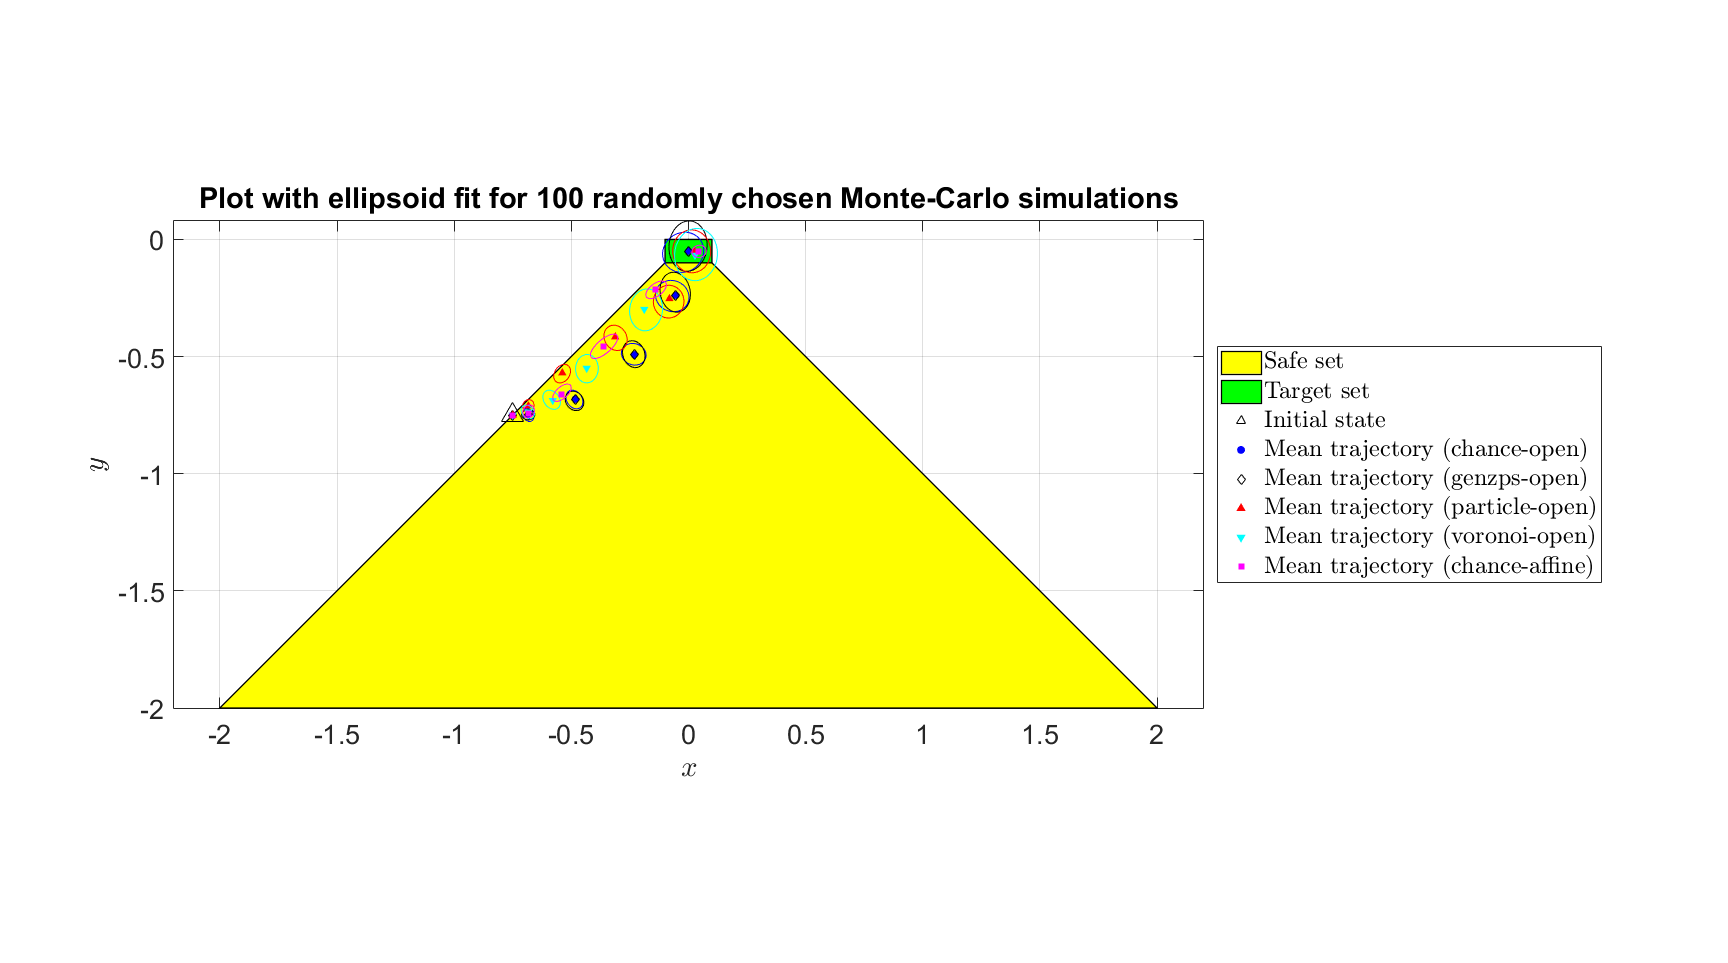 Plot with ellipsoid fit for 100 randomly chosen Monte-Carlo simulations
0
-0.5
-1
-1.5
-2
y
-2 -1.5 -1 -0.5 0 0.5 1 1.5 2
x
Safe set
Target set
Initial state
Mean trajectory (chance-open)
Mean trajectory (genzps-open)
Mean trajectory (particle-open)
Mean trajectory (voronoi-open)
Mean trajectory (chance-affine)